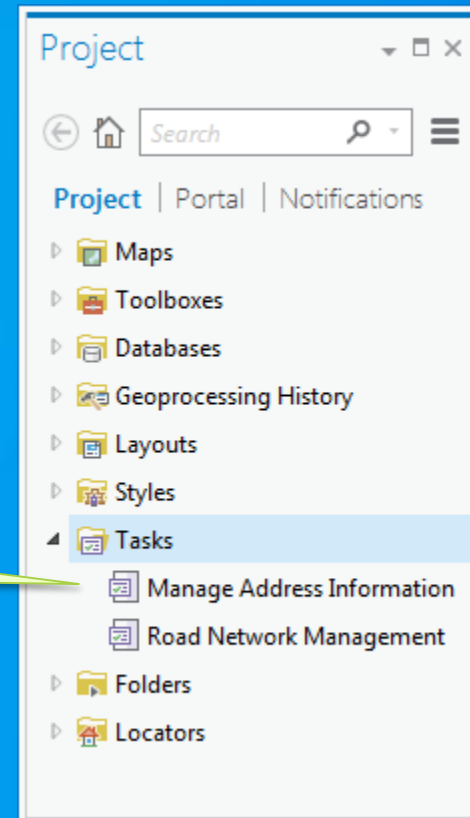 Project
Search
Project | Portal | Notifications
Maps
Toolboxes
Databases
Geoprocessing History
Layouts
Styles
Tasks
Manage Address Information
Road Network Management
Folders
Locators